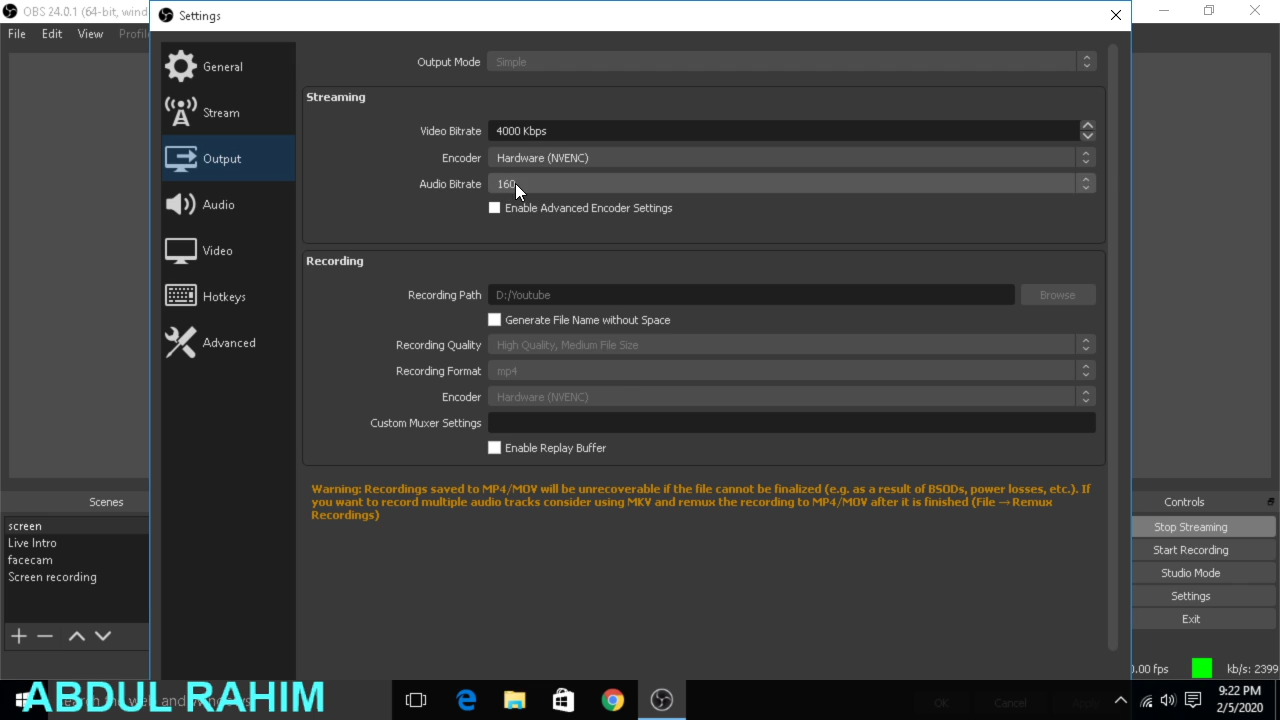 OBS 24.0.1 (64-bit, wind
Settings
File Edit View Profil
General
Stream
Output
Audio
Video
Hotkeys
Advanced
Output Mode Simple
Streaming
Video Bitrate 4000 Kbps
Encoder Hardware (NVENC)
Audio Bitrate 160
Enable Advanced Encoder Settings
Recording
Recording Path D:/Youtube Browse
Generate File Name without Space
Recording Quality High Quality, Medium File Size
Recording Format mp4
Encoder Hardware (NVENC)
Custom Muxer Settings
Enable Replay Buffer
Warning: Recordings saved to MP4/MOV will be unrecoverable if the file cannot be finalized (e.g. as a result of BSODs, power losses, etc.). If
you want to record multiple audio tracks consider using MKV and remux the recording to MP4/MOV after it is finished (File → Remux
Recordings)
OK Cancel Apply
Scenes
screen
Live Intro
facecam
Screen recording
Controls
Stop Streaming
Start Recording
Studio Mode
Settings
Exit
0.00 fps kb/s: 2399
ABDUL RAHIM
9:22 PM
2/5/2020